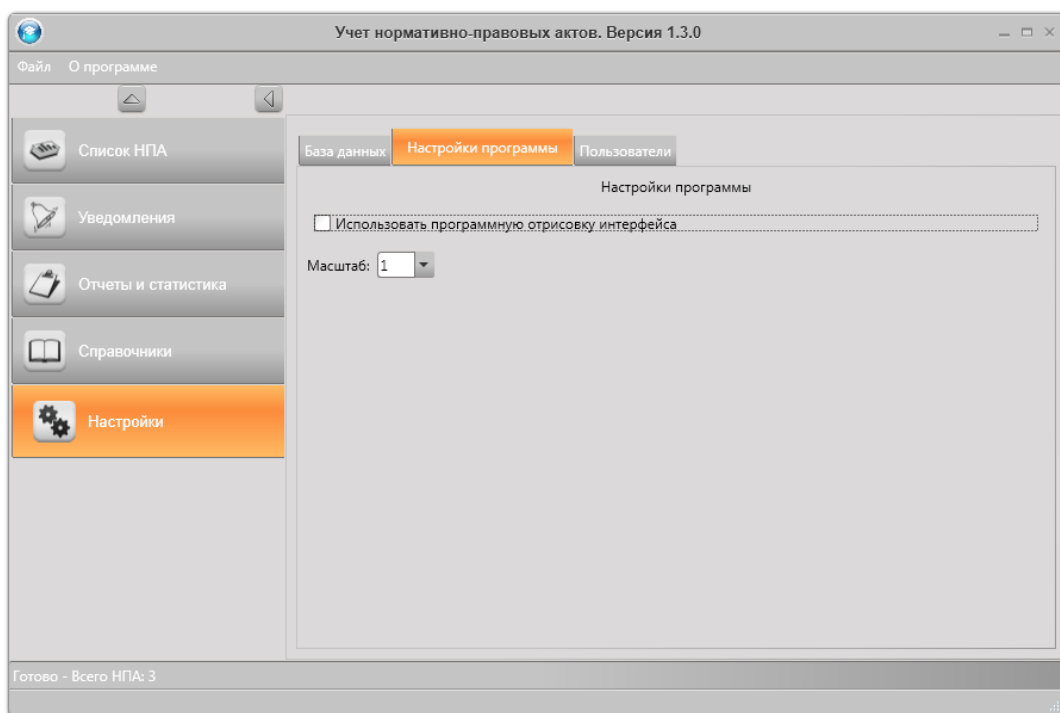 Учет нормативно-правовых актов. Версия 1.3.0
Файл О программе
Список НПА
Уведомления
Отчеты и статистика
Справочники
Настройки
База данных Настройки программы Пользователи
Настройки программы
Использовать программную отрисовку интерфейса
Масштаб: 1
Готово - Всего НПА: 3